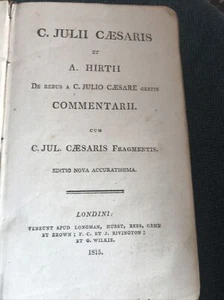 C. JULII CÆSARIS
ET
A. HIRTII
DE REBUS A C. JULIO CÆSARE GESTIS
COMMENTARII.
CUM
C. JUL. CÆSARIS FRAGMENTIS.
EDITIO NOVA ACCURATISSIMA.
LONDINI:
VENEUNT APUD LONGMAN, HURST, REES, ORME
ET BROWN; F. C. ET J. RIVINGTON;
ET G. WILKIE.
1815.